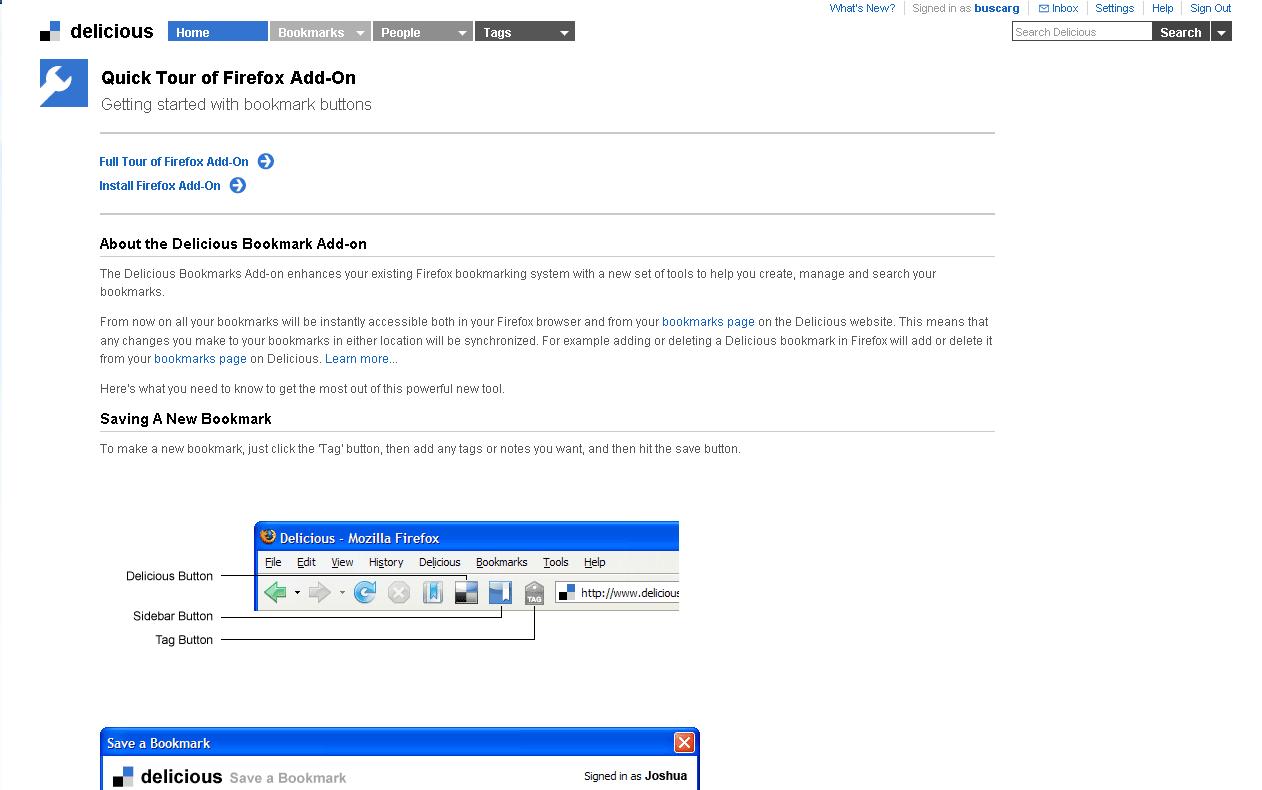 What's New? Signed in as buscarg Inbox Settings Help Sign Out
delicious Home Bookmarks People Tags Search Delicious Search
Quick Tour of Firefox Add-On
Getting started with bookmark buttons
Full Tour of Firefox Add-On
Install Firefox Add-On
About the Delicious Bookmark Add-on
The Delicious Bookmarks Add-on enhances your existing Firefox bookmarking system with a new set of tools to help you create, manage and search your
bookmarks.
From now on all your bookmarks will be instantly accessible both in your Firefox browser and from your bookmarks page on the Delicious website. This means that
any changes you make to your bookmarks in either location will be synchronized. For example adding or deleting a Delicious bookmark in Firefox will add or delete it
from your bookmarks page on Delicious. Learn more...
Here's what you need to know to get the most out of this powerful new tool.
Saving A New Bookmark
To make a new bookmark, just click the 'Tag' button, then add any tags or notes you want, and then hit the save button.
Delicious - Mozilla Firefox
File Edit View History Delicious Bookmarks Tools Help
Delicious Button
TAG http://www.delicious
Sidebar Button
Tag Button
Save a Bookmark
delicious Save a Bookmark Signed in as Joshua